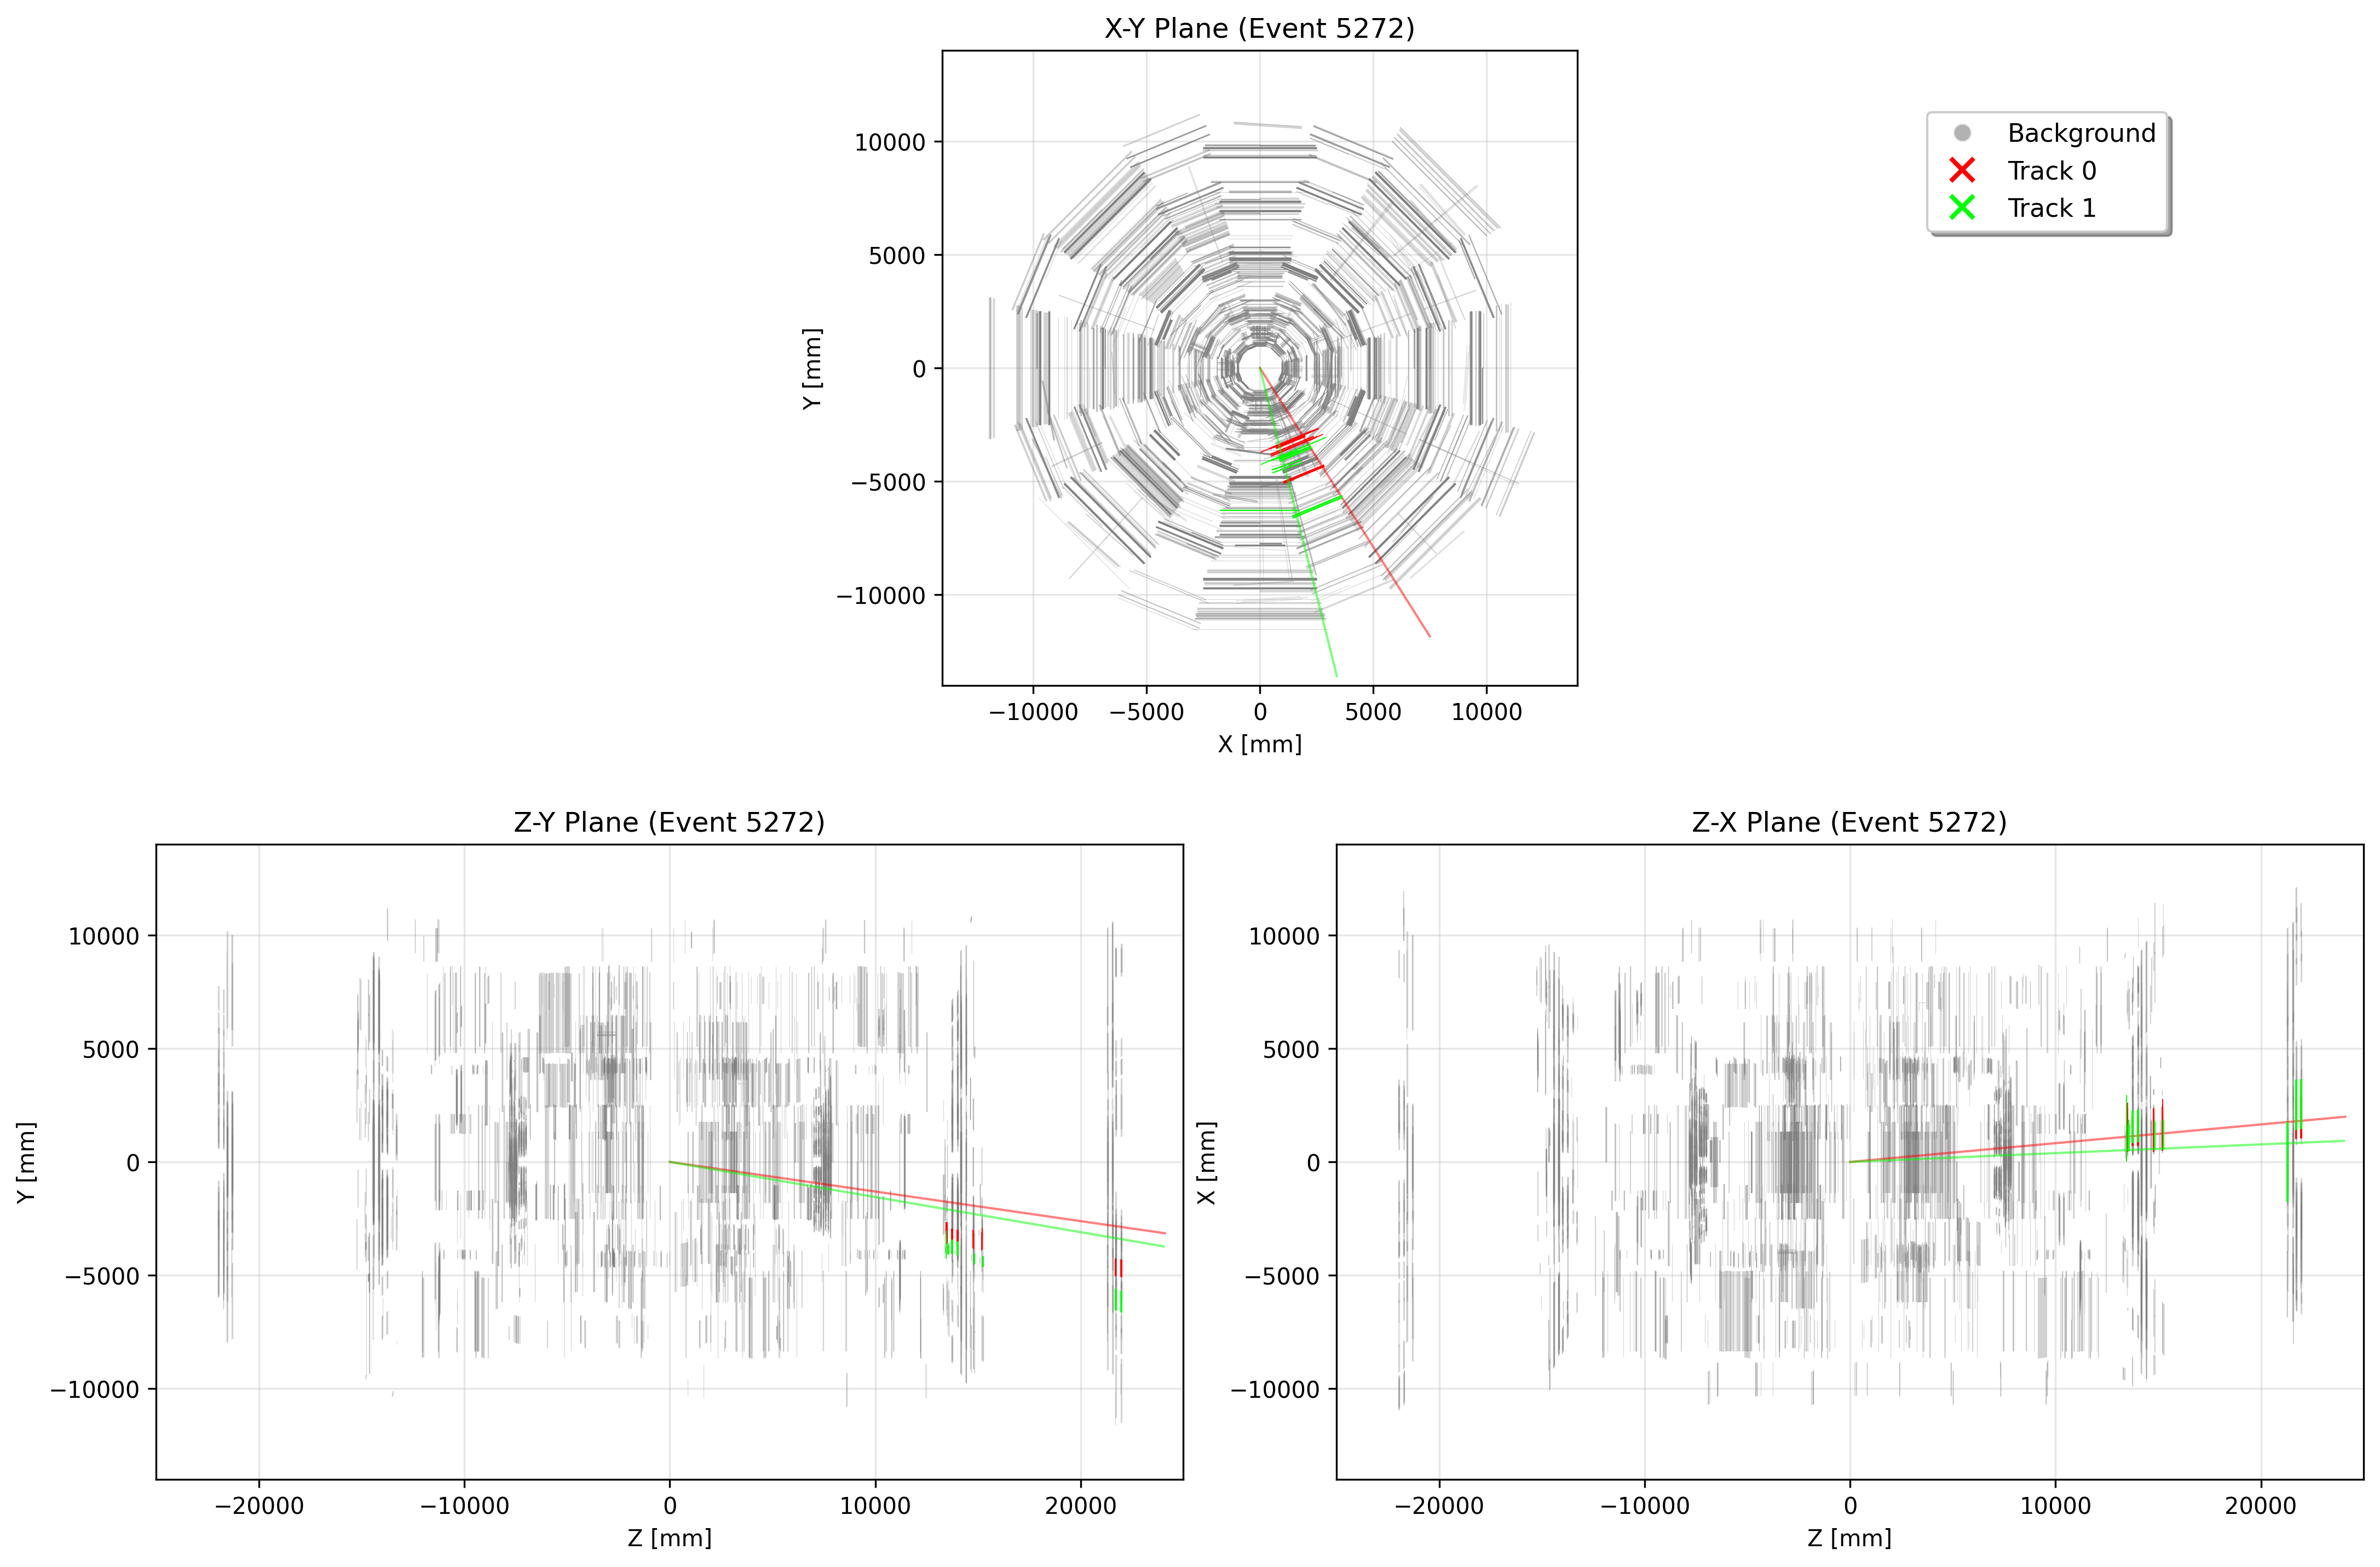 X-Y Plane (Event 5272)
Background
Track 0
Track 1
10000
5000
0
−5000
−10000
Y [mm]
−10000 −5000 0 5000 10000
X [mm]
Z-Y Plane (Event 5272)
10000
5000
0
−5000
−10000
Y [mm]
−20000 −10000 0 10000 20000
Z [mm]
Z-X Plane (Event 5272)
10000
5000
0
−5000
−10000
X [mm]
−20000 −10000 0 10000 20000
Z [mm]